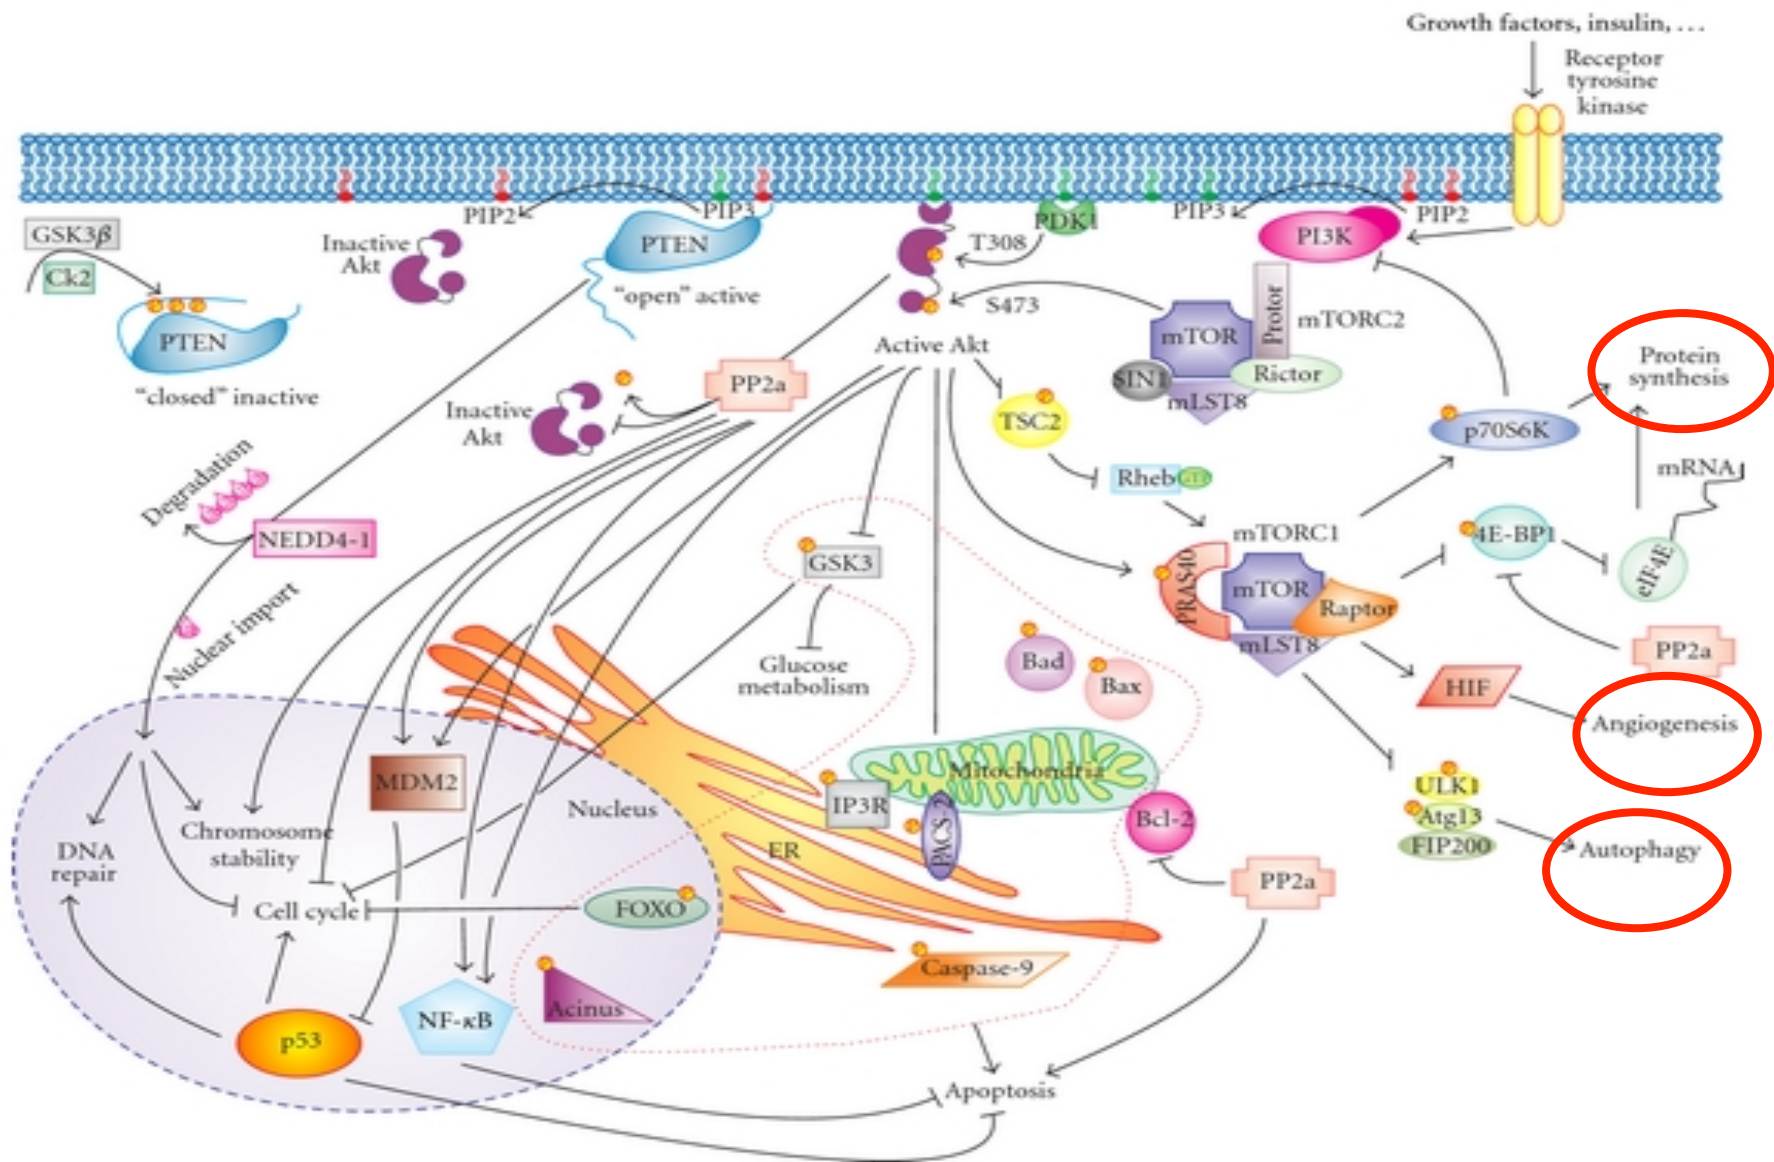 Growth factors, insulin, …
Receptor
tyrosine
kinase
PIP2
PIP3
PDK1
PIP3
PIP2
GSK3β
Ck2
Inactive
Akt
PTEN
T308
PI3K
"open" active
S473
Protor
mTORC2
PTEN
mTOR
Active Akt
Protein
synthesis
"closed" inactive
PP2a
SIN1
Rictor
mLST8
Inactive
Akt
TSC2
p70S6K
Degradation
Rheb
mRNA
NEDD4-1
mTORC1
4E-BP1
GSK3
PRAS40
mTOR
eIF4E
Raptor
Nuclear import
mLST8
PP2a
Glucose
metabolism
Bad
Bax
HIF
Angiogenesis
MDM2
Mitochondria
ULK1
Nucleus
IP3R
Atg13
Chromosome
stability
PACS-2
Bcl-2
FIP200
Autophagy
DNA
repair
ER
PP2a
Cell cycle
FOXO
Caspase-9
Acinus
NF-κB
p53
Apoptosis